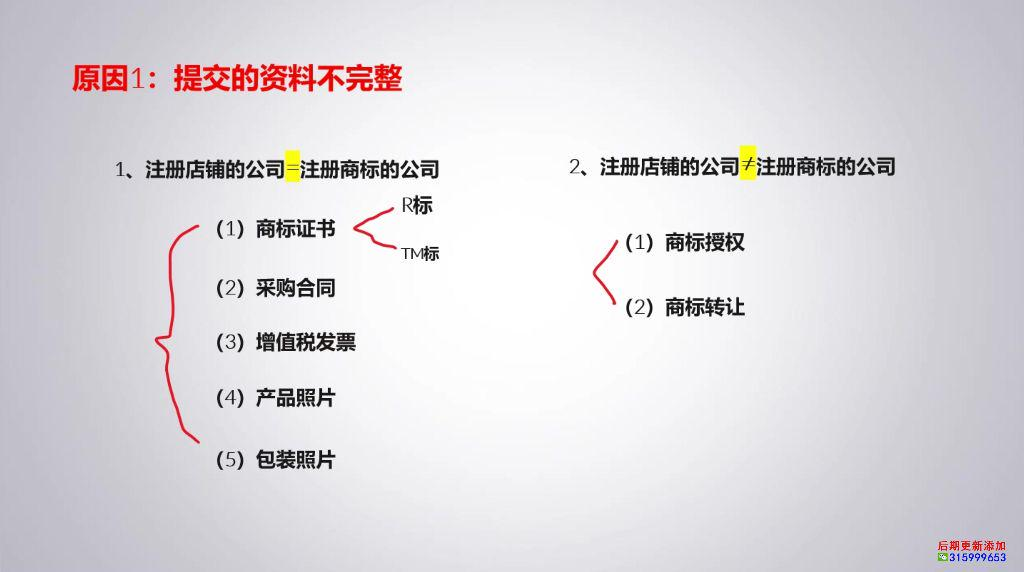 原因1：提交的资料不完整
1、注册店铺的公司=注册商标的公司
（1）商标证书
R标
TM标
（2）采购合同
（3）增值税发票
（4）产品照片
（5）包装照片
2、注册店铺的公司≠注册商标的公司
（1）商标授权
（2）商标转让
后期更新添加
315999653